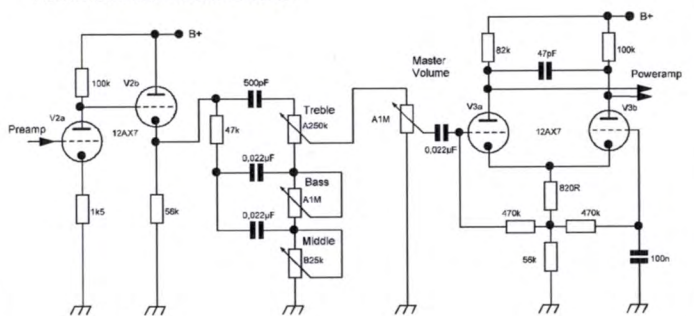 B+
B+
82k
47pF
100k
100k
V2b
500pF
Master
Volume
Poweramp
V2a
Treble
V3a
V3b
Preamp
12AX7
47k
A250k
A1M
12AX7
0,022µF
0,022µF
Bass
820R
1k5
56k
A1M
0,022µF
470k
470k
Middle
B25k
56k
100n